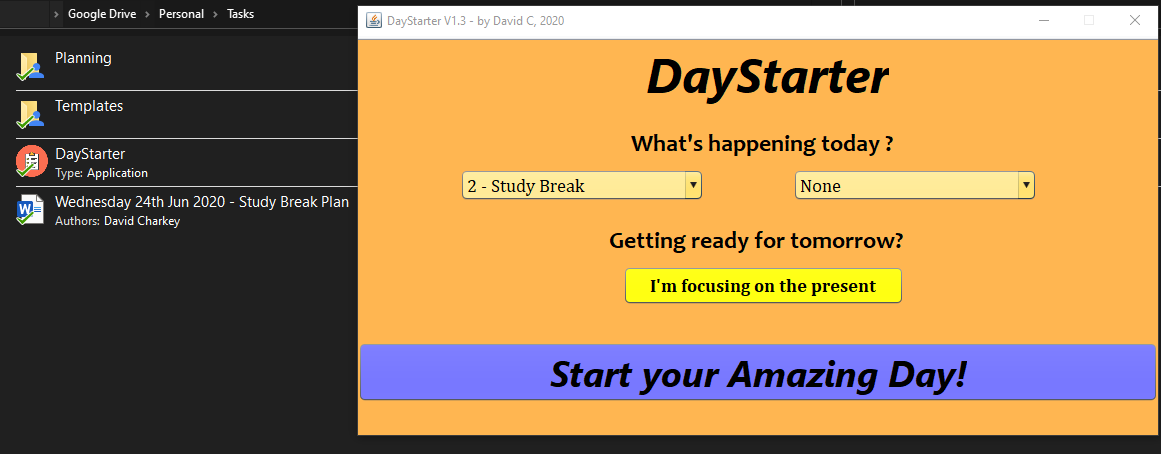 Google Drive > Personal > Tasks
Planning
Templates
DayStarter
Type: Application
Wednesday 24th Jun 2020 - Study Break Plan
Authors: David Charkey
DayStarter V1.3 - by David C, 2020
DayStarter
What's happening today ?
2 - Study Break
None
Getting ready for tomorrow?
I'm focusing on the present
Start your Amazing Day!